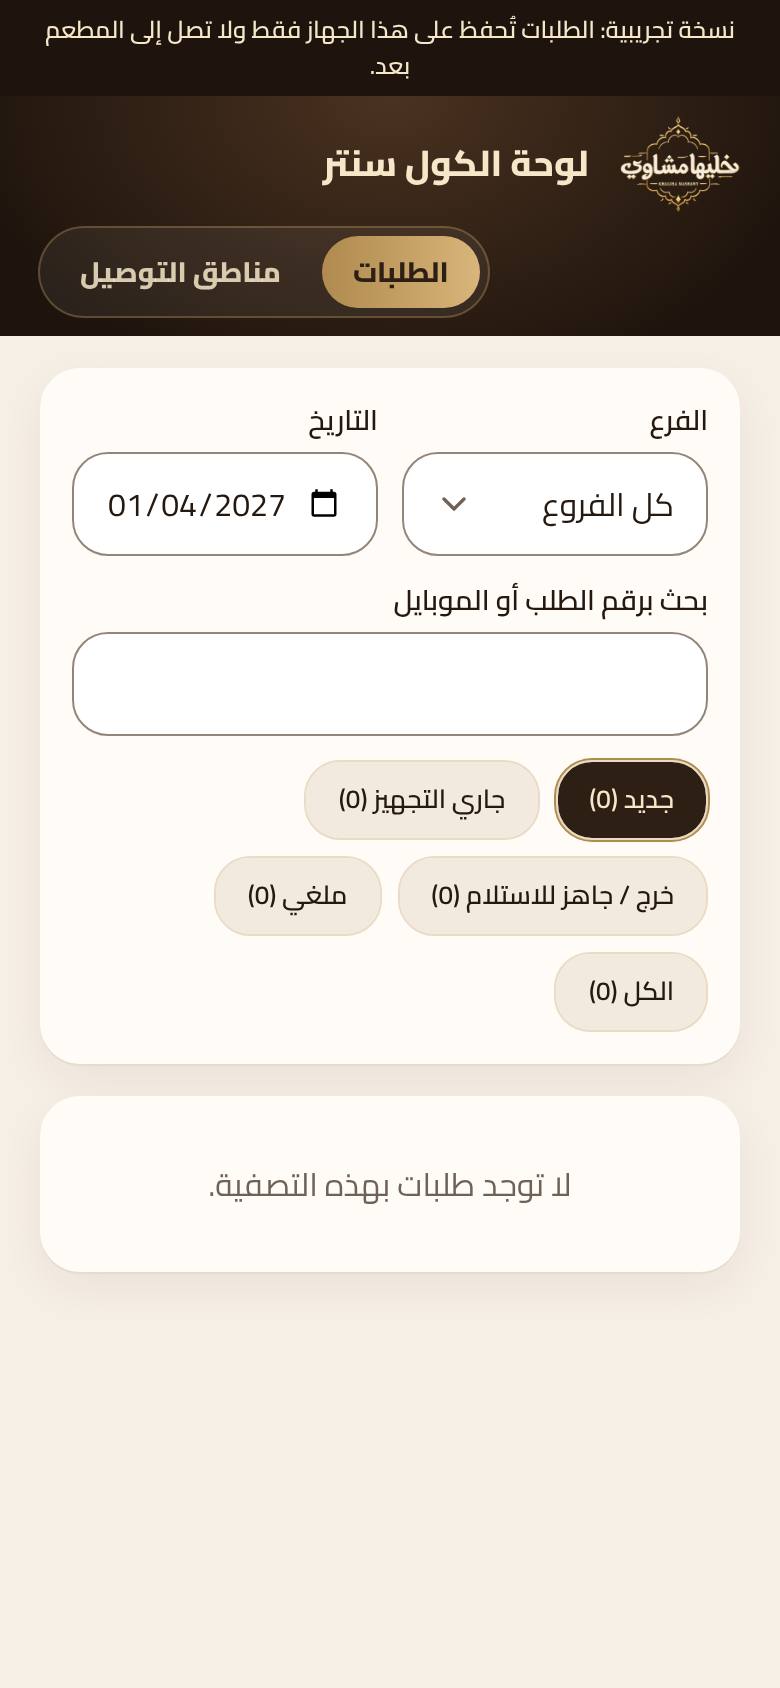 نسخة تجريبية: الطلبات تُحفظ على هذا الجهاز فقط ولا تصل إلى المطعم
بعد.
خليها مشاوي
لوحة الكول سنتر
الطلبات
مناطق التوصيل
الفرع
التاريخ
كل الفروع
01/04/2027
بحث برقم الطلب أو الموبايل
جديد (0)
جاري التجهيز (0)
خرج / جاهز للاستلام (0)
ملغي (0)
الكل (0)
لا توجد طلبات بهذه التصفية.